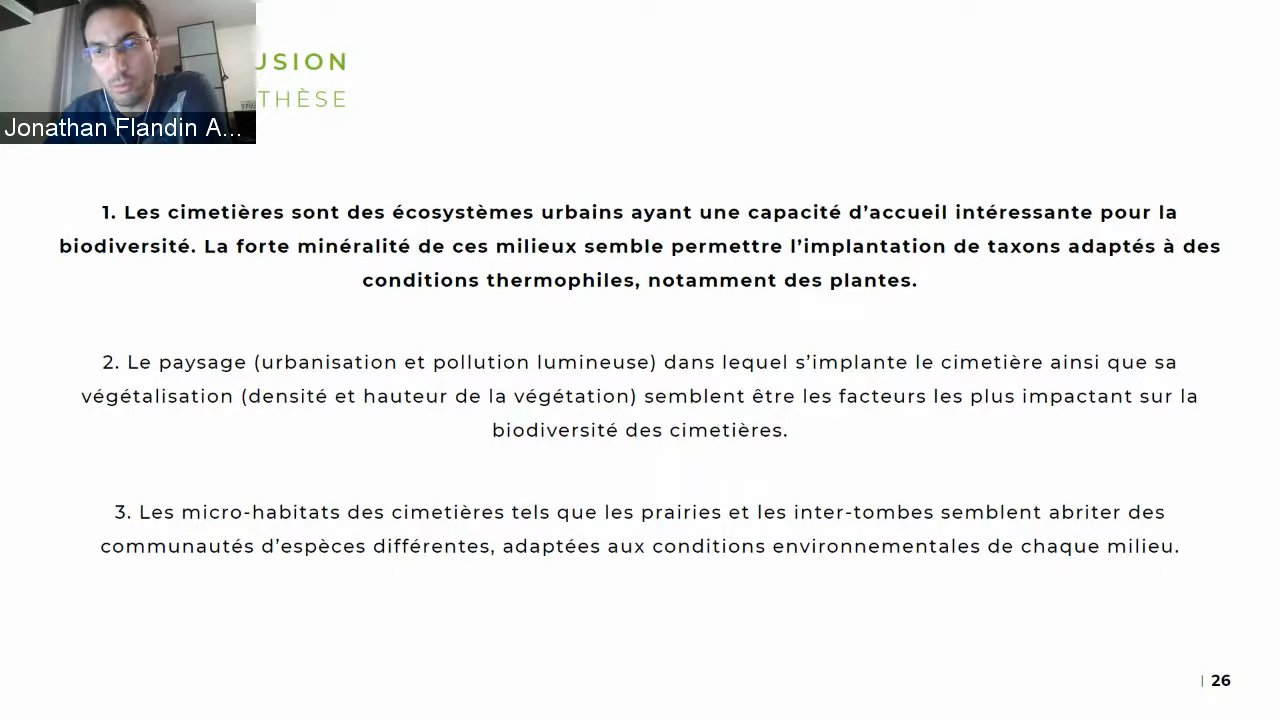 USION
THÈSE
Jonathan Flandin A...
1. Les cimetières sont des écosystèmes urbains ayant une capacité d’accueil intéressante pour la
biodiversité. La forte minéralité de ces milieux semble permettre l’implantation de taxons adaptés à des
conditions thermophiles, notamment des plantes.
2. Le paysage (urbanisation et pollution lumineuse) dans lequel s’implante le cimetière ainsi que sa
végétalisation (densité et hauteur de la végétation) semblent être les facteurs les plus impactant sur la
biodiversité des cimetières.
3. Les micro-habitats des cimetières tels que les prairies et les inter-tombes semblent abriter des
communautés d’espèces différentes, adaptées aux conditions environnementales de chaque milieu.
| 26